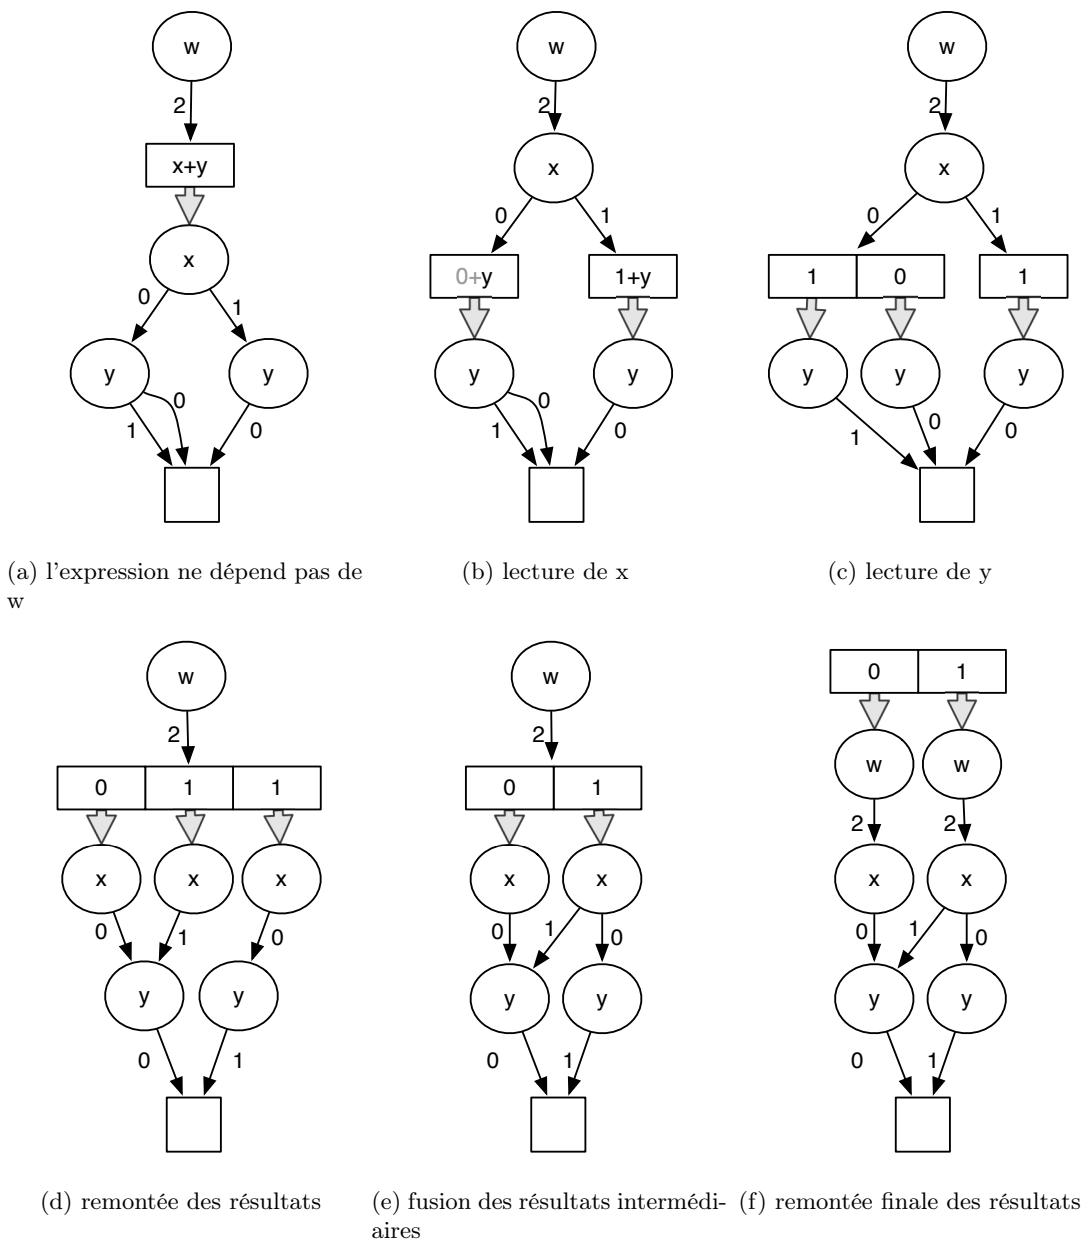 w w w
2 2 2
x+y x x
0 1 0 1
x 0+y 1+y 1 0 1
0 1
y y y y y y y
0 0
1 0 1 0 1 0 0
(a) l'expression ne dépend pas de
w
(b) lecture de x
(c) lecture de y
w w 0 1
2 2 w w
0 1 1 0 1 2 2
x x x x x x x
0 1 0 0 1 0 0 1 0
y y y y y y
0 1 0 1 0 1
(d) remontée des résultats
(e) fusion des résultats intermédi-
aires
(f) remontée finale des résultats